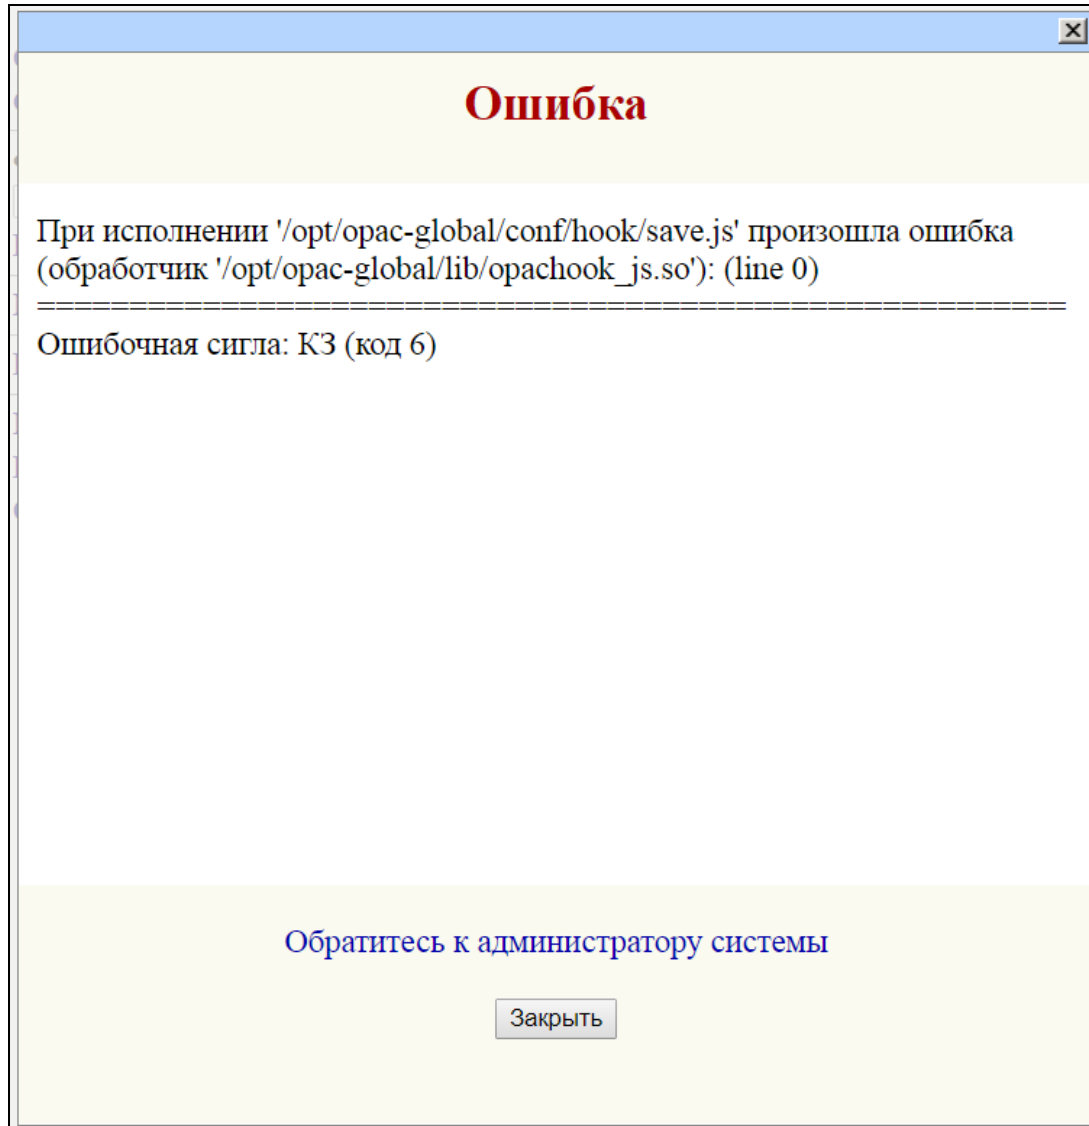 Ошибка
При исполнении '/opt/opac-global/conf/hook/save.js' произошла ошибка
(обработчик '/opt/opac-global/lib/opachook_js.so'): (line 0)
========================================================
Ошибочная сигла: КЗ (код 6)
Обратитесь к администратору системы
Закрыть